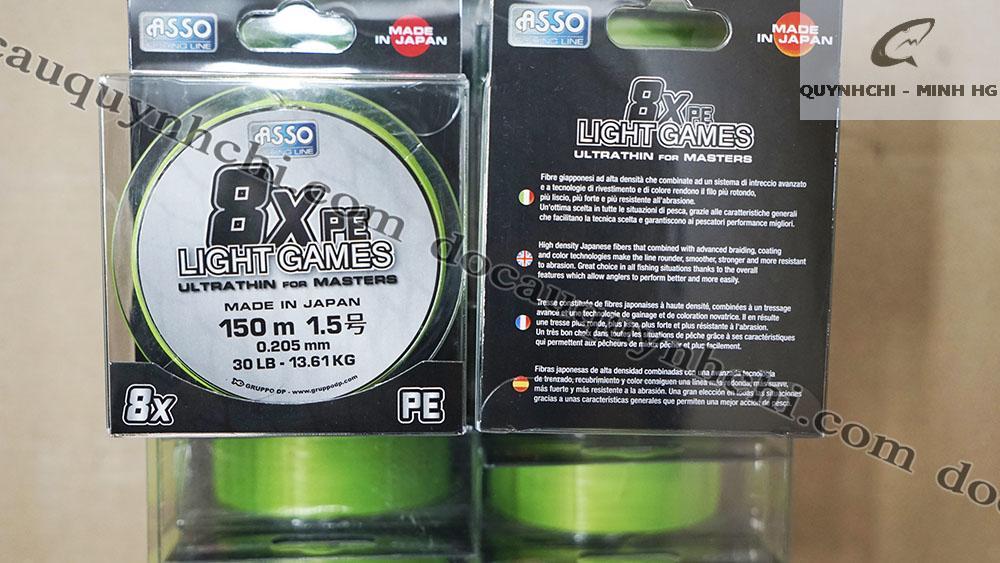 ASSO
FISHING LINE
MADE
IN JAPAN
ASSO
FISHING LINE
8X PE
LIGHT GAMES
ULTRATHIN FOR MASTERS
MADE IN JAPAN
150 m 1.5号
0.205 mm
30 LB - 13.61 KG
GRUPPO DP - www.gruppodp.com
8X
PE
ASSO
FISHING LINE
MADE
IN JAPAN
8X PE
LIGHT GAMES
ULTRATHIN FOR MASTERS
Fibre giapponesi ad alta densità che combinate ad un sistema di intreccio avanzato
e a tecnologie di rivestimento e di colore rendono il filo più rotondo,
più liscio, più forte e più resistente all'abrasione.
Un'ottima scelta in tutte le situazioni di pesca, grazie alle caratteristiche generali
che facilitano la tecnica scelta e garantiscono ai pescatori performance migliori.
High density Japanese fibers that combined with advanced braiding, coating
and color technologies make the line rounder, smoother, stronger and more resistant
to abrasion. Great choice in all fishing situations thanks to the overall
features which allow anglers to perform better and more easily.
Tresse constituée de fibres japonaises à haute densité, combinées à un tressage
avancé et technologie de gainage et de coloration novatrice. Il en résulte
une tresse plus ronde, plus lisse, plus forte et plus résistante à l'abrasion.
Un très bon choix dans toutes les situations de pêche grâce à ses caractéristiques
qui permettent aux pêcheurs de mieux pêcher et plus facilement.
Fibras japonesas de alta densidad combinadas con avanzada tecnología
de trenzado, recubrimiento y color consiguen una línea más suave,
más fuerte y más resistente a la abrasión. Una gran elección en todas las situaciones
gracias a unas características generales que permiten una mejor acción de pesca.
QUYNHCHI - MINH HG
docauquynhchi.com docauquynhchi.com doc